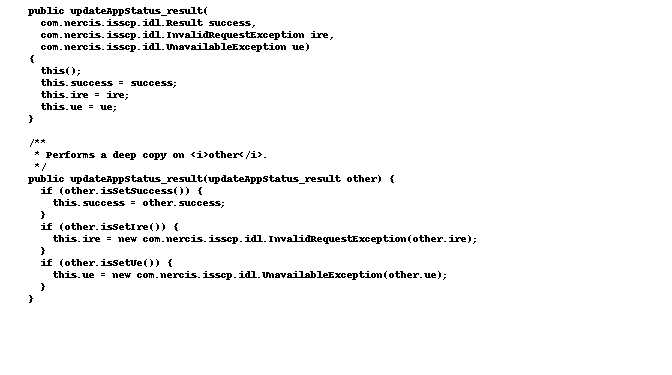 public updateAppStatus_result(
com.nercis.isscp.idl.Result success,
com.nercis.isscp.idl.InvalidRequestException ire,
com.nercis.isscp.idl.UnavailableException ue)
{
this();
this.success = success;
this.ire = ire;
this.ue = ue;
}
/**
* Performs a deep copy on <i>other</i>.
*/
public updateAppStatus_result(updateAppStatus_result other) {
if (other.isSetSuccess()) {
this.success = other.success;
}
if (other.isSetIre()) {
this.ire = new com.nercis.isscp.idl.InvalidRequestException(other.ire);
}
if (other.isSetUe()) {
this.ue = new com.nercis.isscp.idl.UnavailableException(other.ue);
}
}